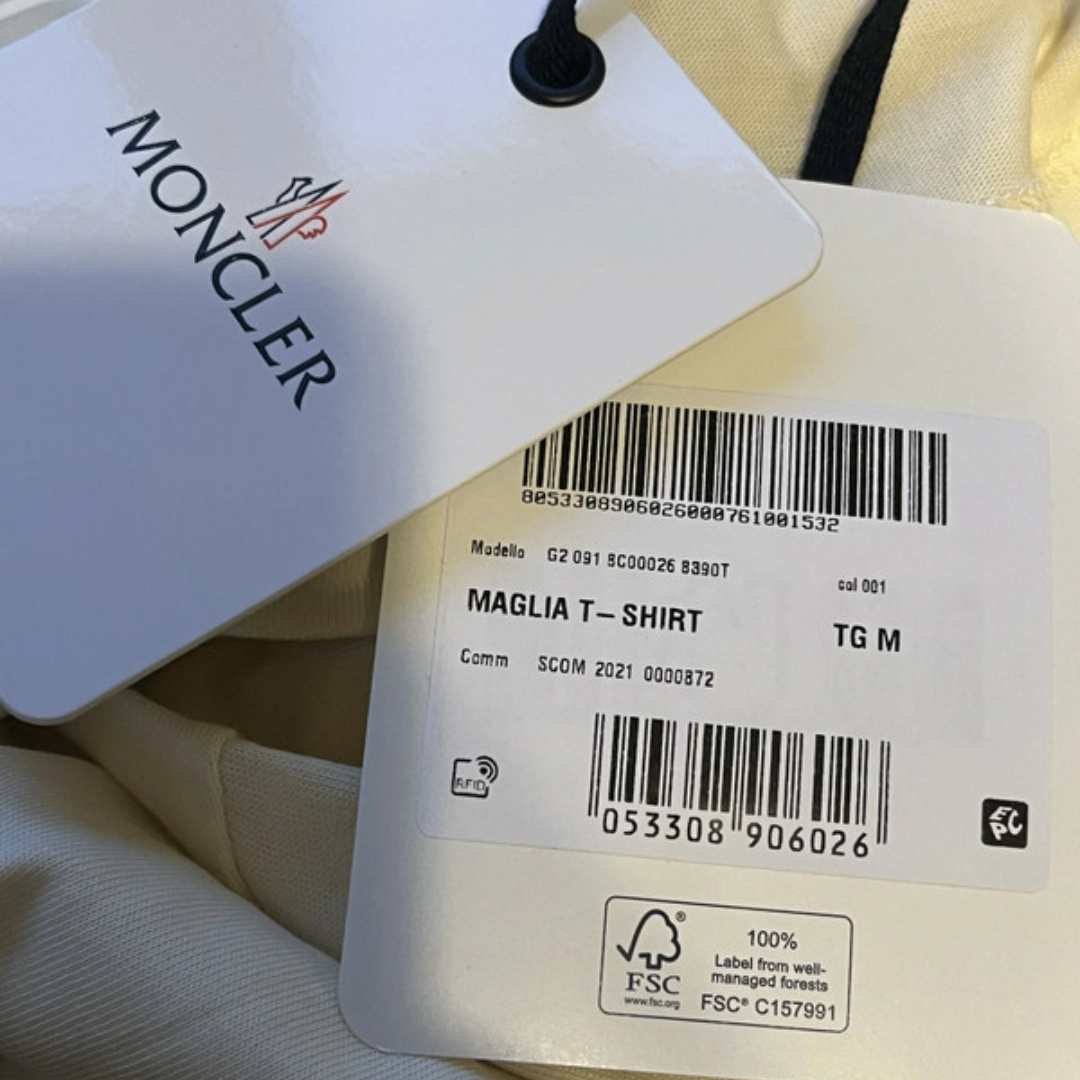 MONCLER
8053308906026000761001532
Modello G2 091 8C00026 8390T
col 001
MAGLIA T-SHIRT
TG M
Comm SCOM 2021 0000872
RFID
053308 906026
EPC
100%
Label from well-
managed forests
FSC® C157991
®
FSC
www.fsc.org